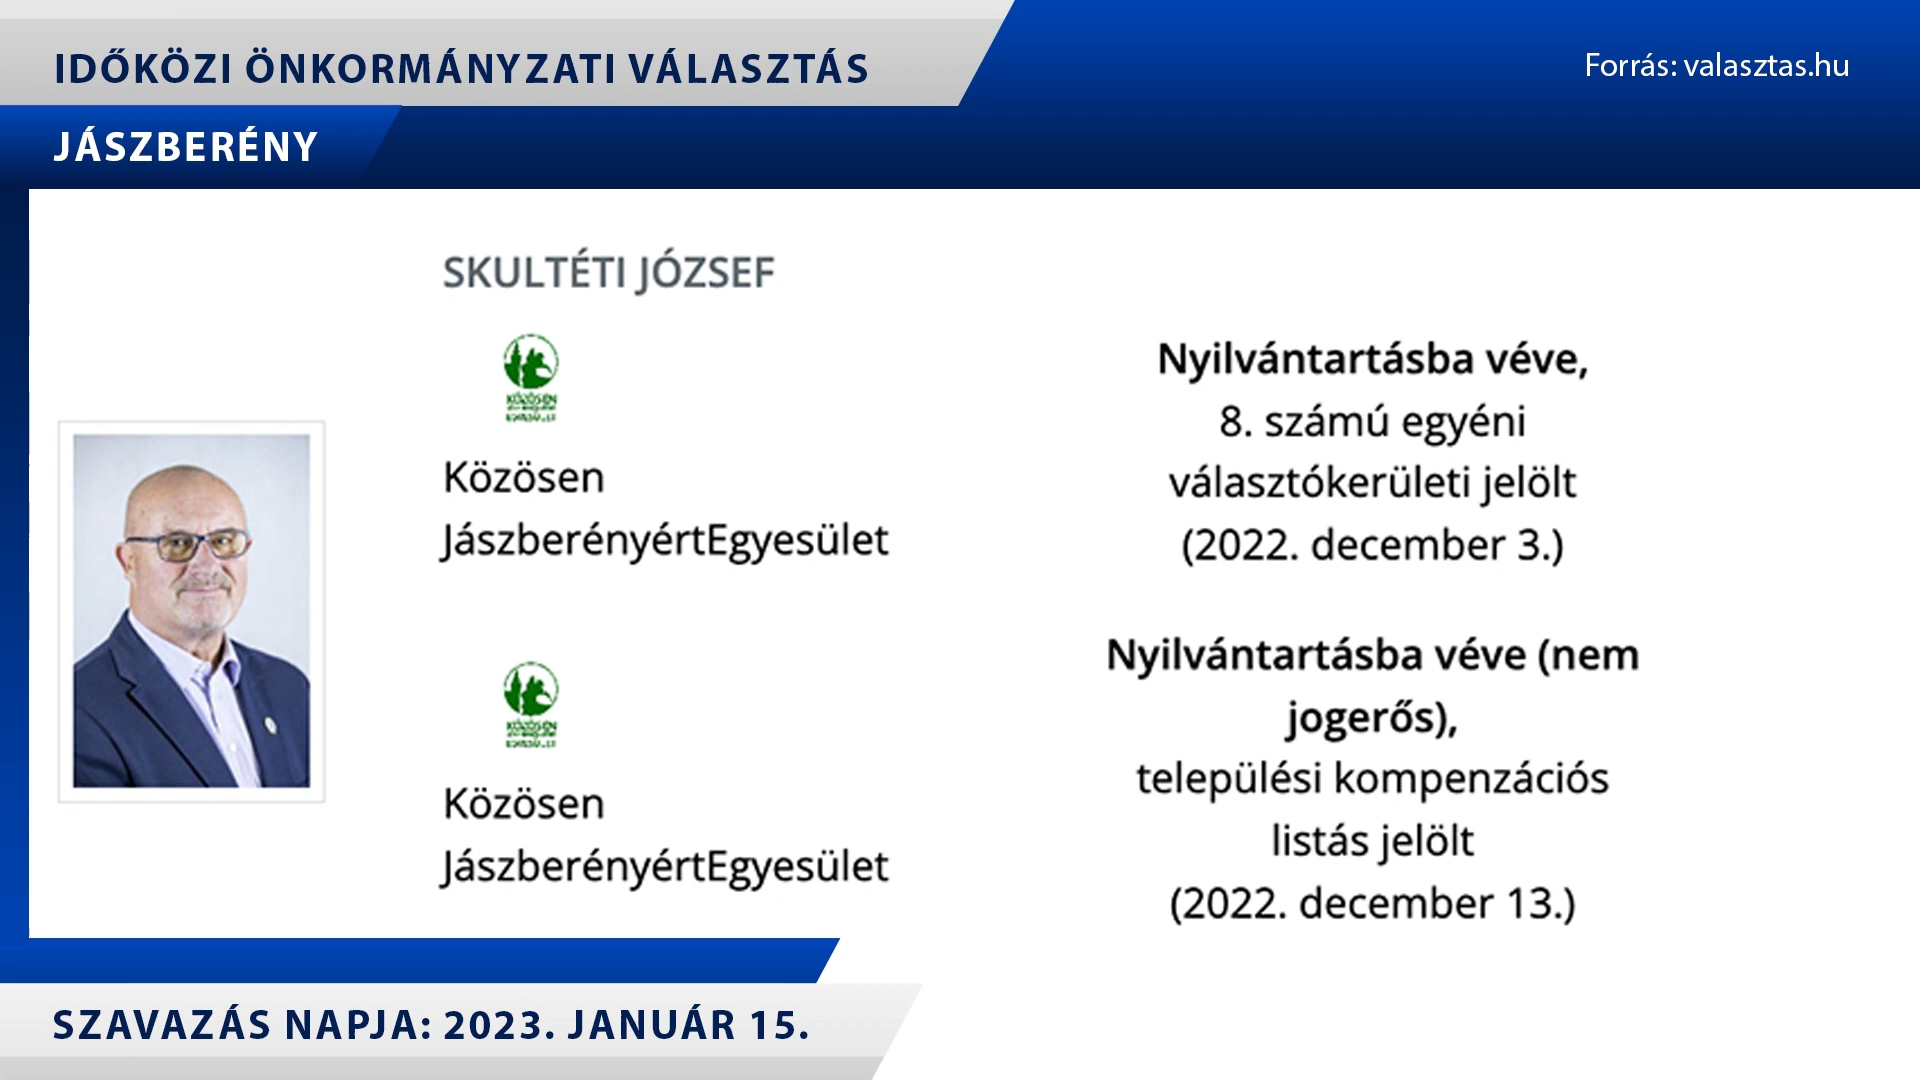 IDŐKÖZI ÖNKORMÁNYZATI VÁLASZTÁS
Forrás: valasztas.hu
JÁSZBERÉNY
SKULTÉTI JÓZSEF
KÖZÖSEN
Közösen
JászberényértEgyesület
Nyilvántartásba véve,
8. számú egyéni
választókerületi jelölt
(2022. december 3.)
KÖZÖSEN
Közösen
JászberényértEgyesület
Nyilvántartásba véve (nem
jogerős),
települési kompenzációs
listás jelölt
(2022. december 13.)
SZAVAZÁS NAPJA: 2023. JANUÁR 15.